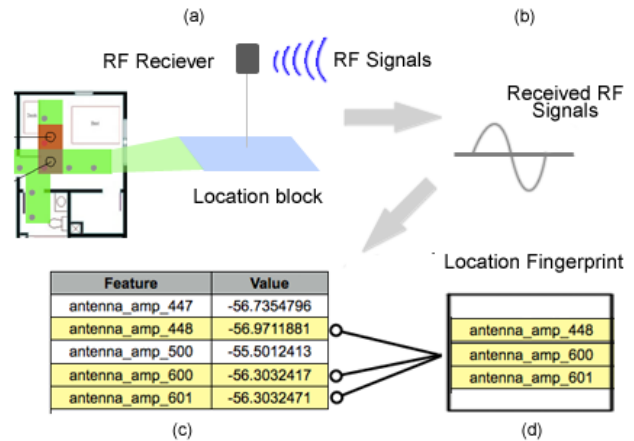 (a)
(b)
RF Reciever
RF Signals
Received RF
Signals
Location block
Location Fingerprint
Feature Value
antenna_amp_447 -56.7354796
antenna_amp_448 -56.9711881
antenna_amp_500 -55.5012413
antenna_amp_600 -56.3032417
antenna_amp_601 -56.3032471
antenna_amp_448
antenna_amp_600
antenna_amp_601
(c)
(d)